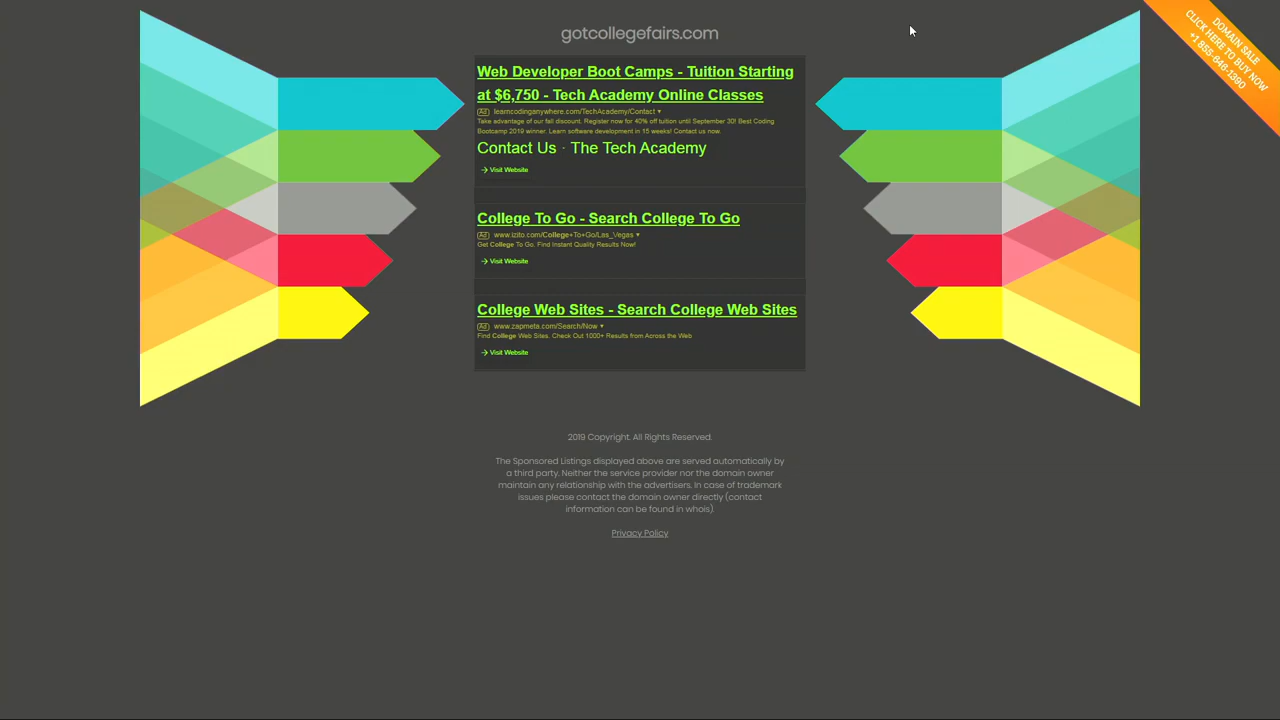 gotcollegefairs.com
DOMAIN SALE
CLICK HERE TO BUY NOW
+1 855-646-1390
Web Developer Boot Camps - Tuition Starting
at $6,750 - Tech Academy Online Classes
Ad learncodinganywhere.com/TechAcademy/Contact ▾
Take advantage of our fall discount. Register now for 40% off tuition until September 30! Best Coding
Bootcamp 2019 winner. Learn software development in 15 weeks! Contact us now.
Contact Us · The Tech Academy
Visit Website
College To Go - Search College To Go
Ad www.izito.com/College+To+Go/Las_Vegas ▾
Get College To Go. Find Instant Quality Results Now!
Visit Website
College Web Sites - Search College Web Sites
Ad www.zapmeta.com/Search/Now ▾
Find College Web Sites. Check Out 1000+ Results from Across the Web
Visit Website
2019 Copyright. All Rights Reserved.
The Sponsored Listings displayed above are served automatically by
a third party. Neither the service provider nor the domain owner
maintain any relationship with the advertisers. In case of trademark
issues please contact the domain owner directly (contact
information can be found in whois).
Privacy Policy